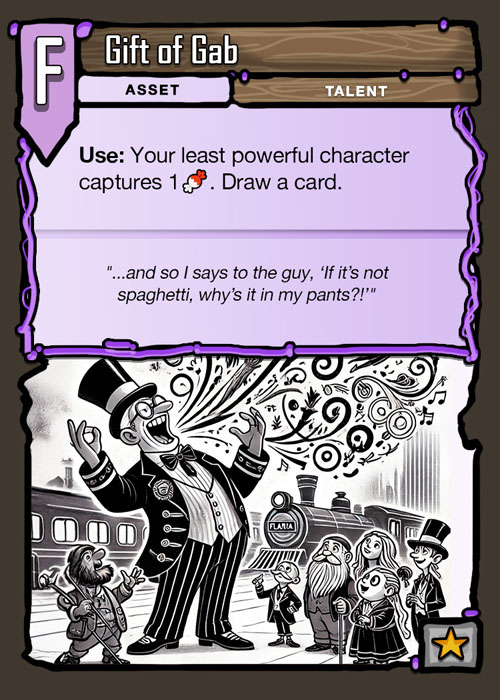 F
Gift of Gab
ASSET
TALENT
Use: Your least powerful character
captures 1 . Draw a card.
"...and so I says to the guy, ‘If it’s not
spaghetti, why’s it in my pants?!’"